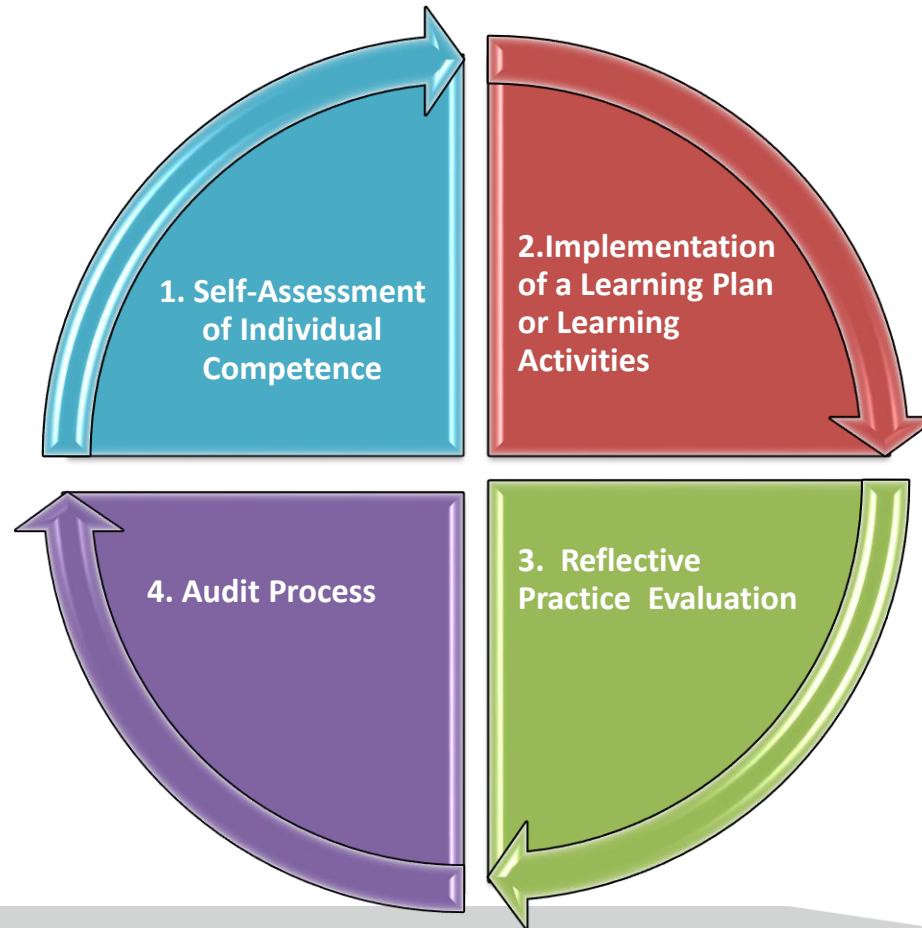 1. Self-Assessment
of Individual
Competence
2.Implementation
of a Learning Plan
or Learning
Activities
3. Reflective
Practice Evaluation
4. Audit Process